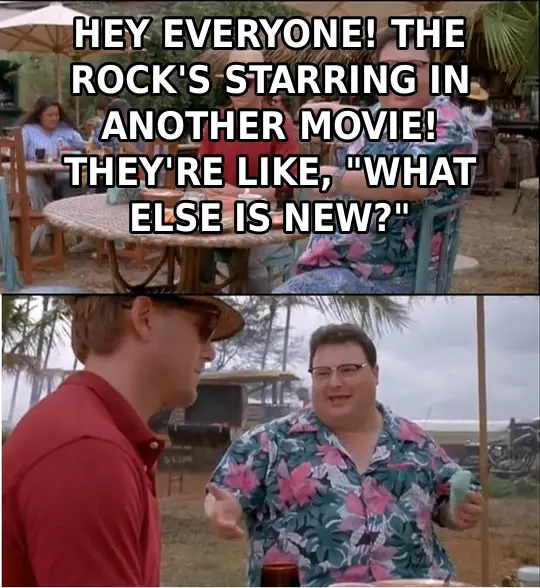 HEY EVERYONE! THE
ROCK'S STARRING IN
ANOTHER MOVIE!
THEY'RE LIKE, "WHAT
ELSE IS NEW?"